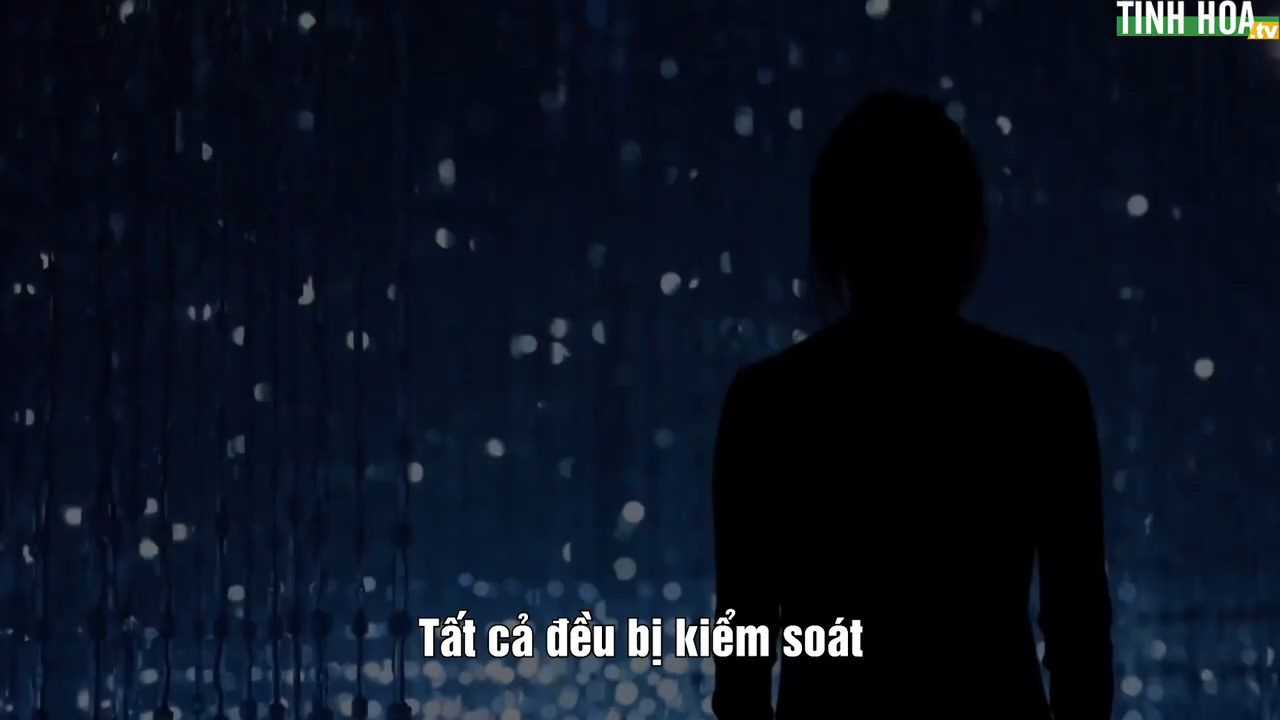 TINH HOA
.tv
Tất cả đều bị kiểm soát